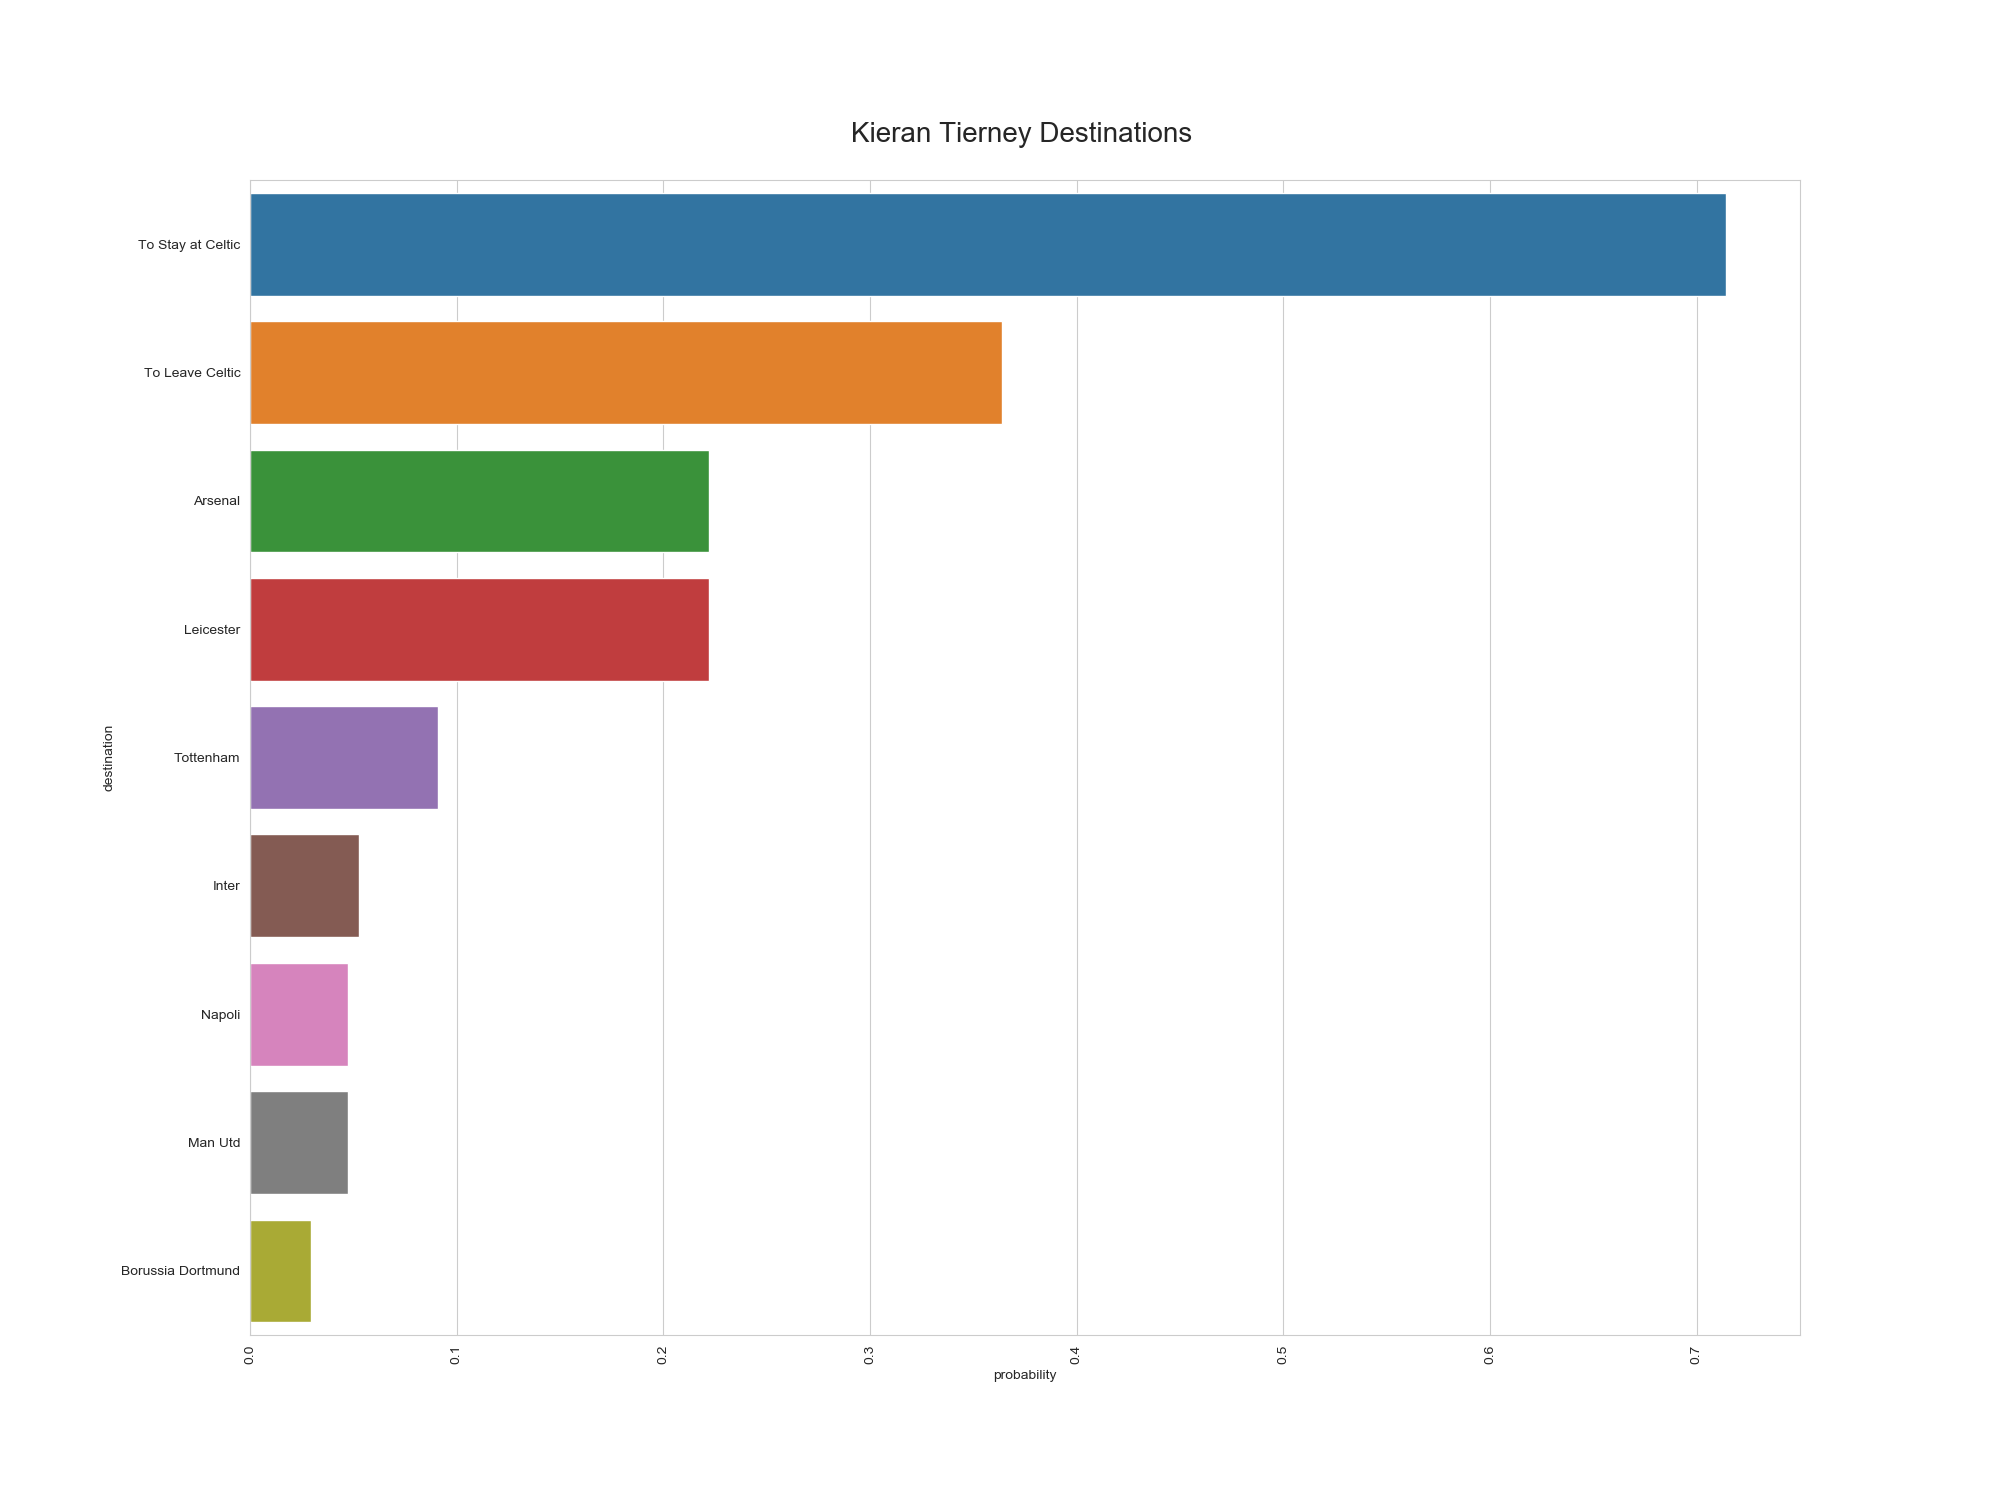 Kieran Tierney Destinations
To Stay at Celtic
To Leave Celtic
Arsenal
Leicester
Tottenham
Inter
Napoli
Man Utd
Borussia Dortmund
destination
0.0
0.1
0.2
0.3
0.4
0.5
0.6
0.7
probability